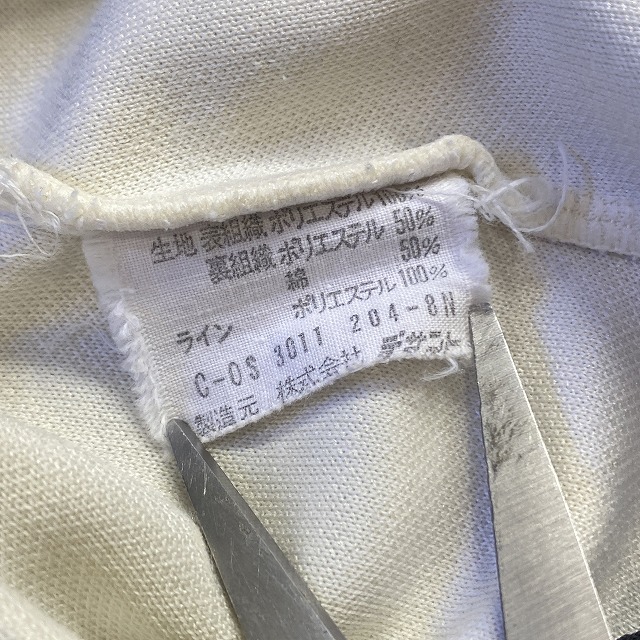 生地 表組織 ポリエステル 100%
裏組織 ポリエステル 50%
綿 50%
ライン ポリエステル 100%
C-OS 3011 204-8H
製造元 株式会社 デサント